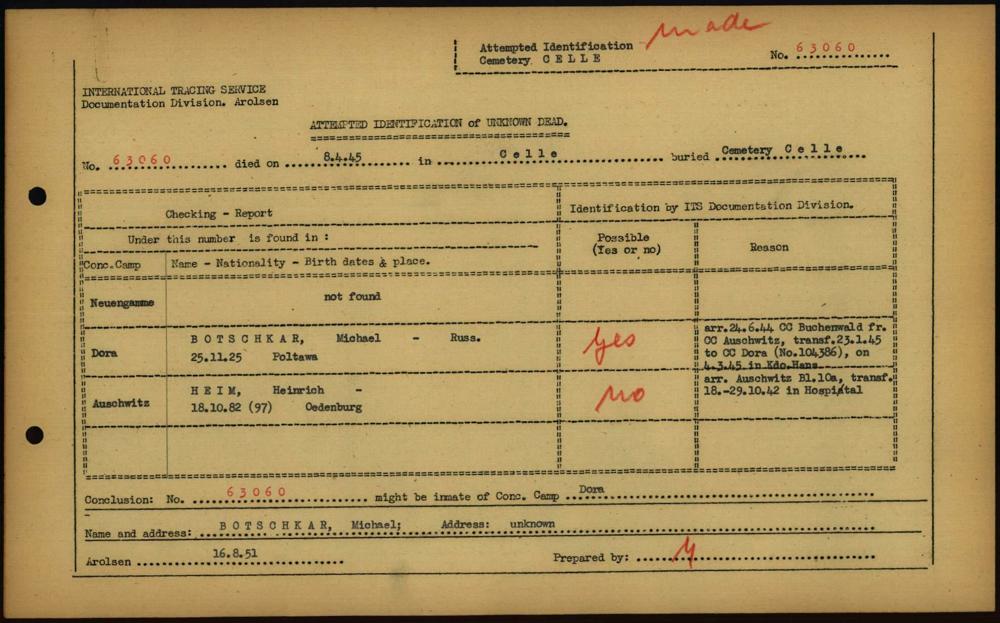 made
Attempted Identification
Cemetery C E L L E No. 63060
INTERNATIONAL TRACING SERVICE
Documentation Division. Arolsen
ATTEMPTED IDENTIFICATION of UNKNOWN DEAD.
No. 63060 died on 8.4.45 in C e l l e buried Cemetery C e l l e
Checking - Report Identification by ITS Documentation Division.
Under this number is found in :
Possible
(Yes or no) Reason
Conc.Camp Name - Nationality - Birth dates & place.
Neuengamme not found
Dora B O T S C H K A R, Michael - Russ.
25.11.25 Poltawa
yes
arr.24.6.44 CC Buchenwald fr.
CC Auschwitz, transf.23.1.45
to CC Dora (No.104386), on
4.3.45 in Kdo.Hans
Auschwitz H E I M, Heinrich -
18.10.82 (97) Oedenburg
no
arr. Auschwitz Bl.10a, transf.
18.-29.10.42 in Hospital
Conclusion: No. 63060 might be inmate of Conc. Camp Dora
Name and address: B O T S C H K A R, Michael; Address: unknown
Arolsen 16.8.51 Prepared by: